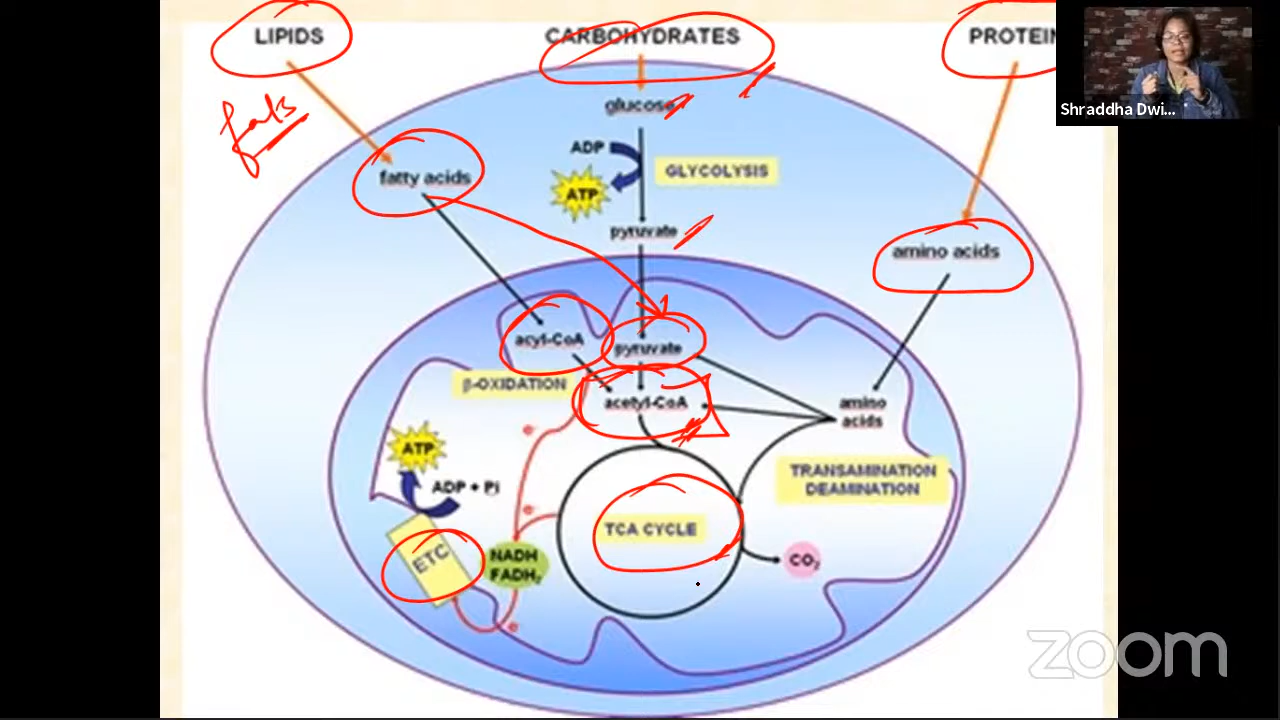 LIPIDS
CARBOHYDRATES
PROTEIN
Shraddha Dwi...
fats
glucose
ADP
GLYCOLYSIS
ATP
fatty acids
pyruvate
amino acids
acyl-CoA
pyruvate
β-OXIDATION
acetyl-CoA
amino
acids
ATP
ADP + Pi
TRANSAMINATION
DEAMINATION
e⁻
e⁻
TCA CYCLE
ETC
NADH
FADH₂
CO₂
e⁻
zoom